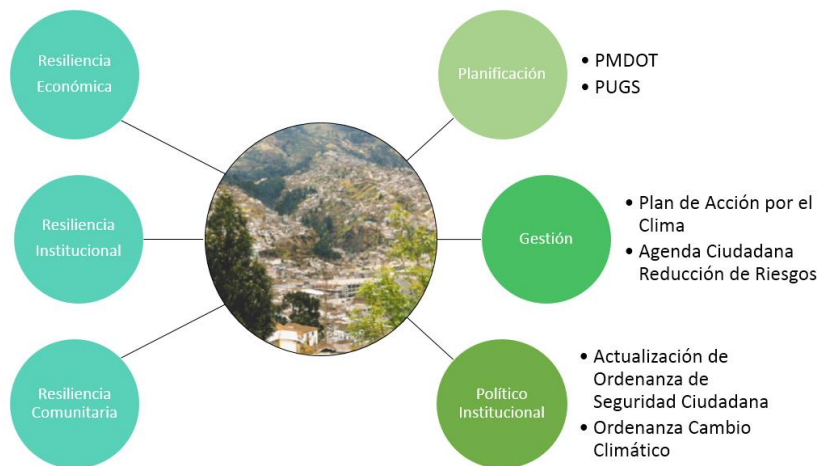 Resiliencia
Económica
Resiliencia
Institucional
Resiliencia
Comunitaria
Planificación
• PMDOT
• PUGS
Gestión
• Plan de Acción por el
Clima
• Agenda Ciudadana
Reducción de Riesgos
Político
Institucional
• Actualización de
Ordenanza de
Seguridad Ciudadana
• Ordenanza Cambio
Climático